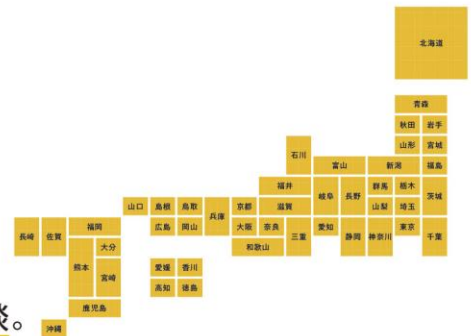 北海道
青森
秋田 岩手
石川 山形 宮城
富山 新潟 福島
福井 岐阜 長野 群馬 栃木 茨城
山口 島根 鳥取 兵庫 京都 滋賀 山梨 埼玉
長崎 佐賀 福岡 広島 岡山 大阪 奈良 三重 愛知 静岡 神奈川 東京 千葉
大分 和歌山
熊本 愛媛 香川
宮崎 高知 徳島
鹿児島
談。
沖縄